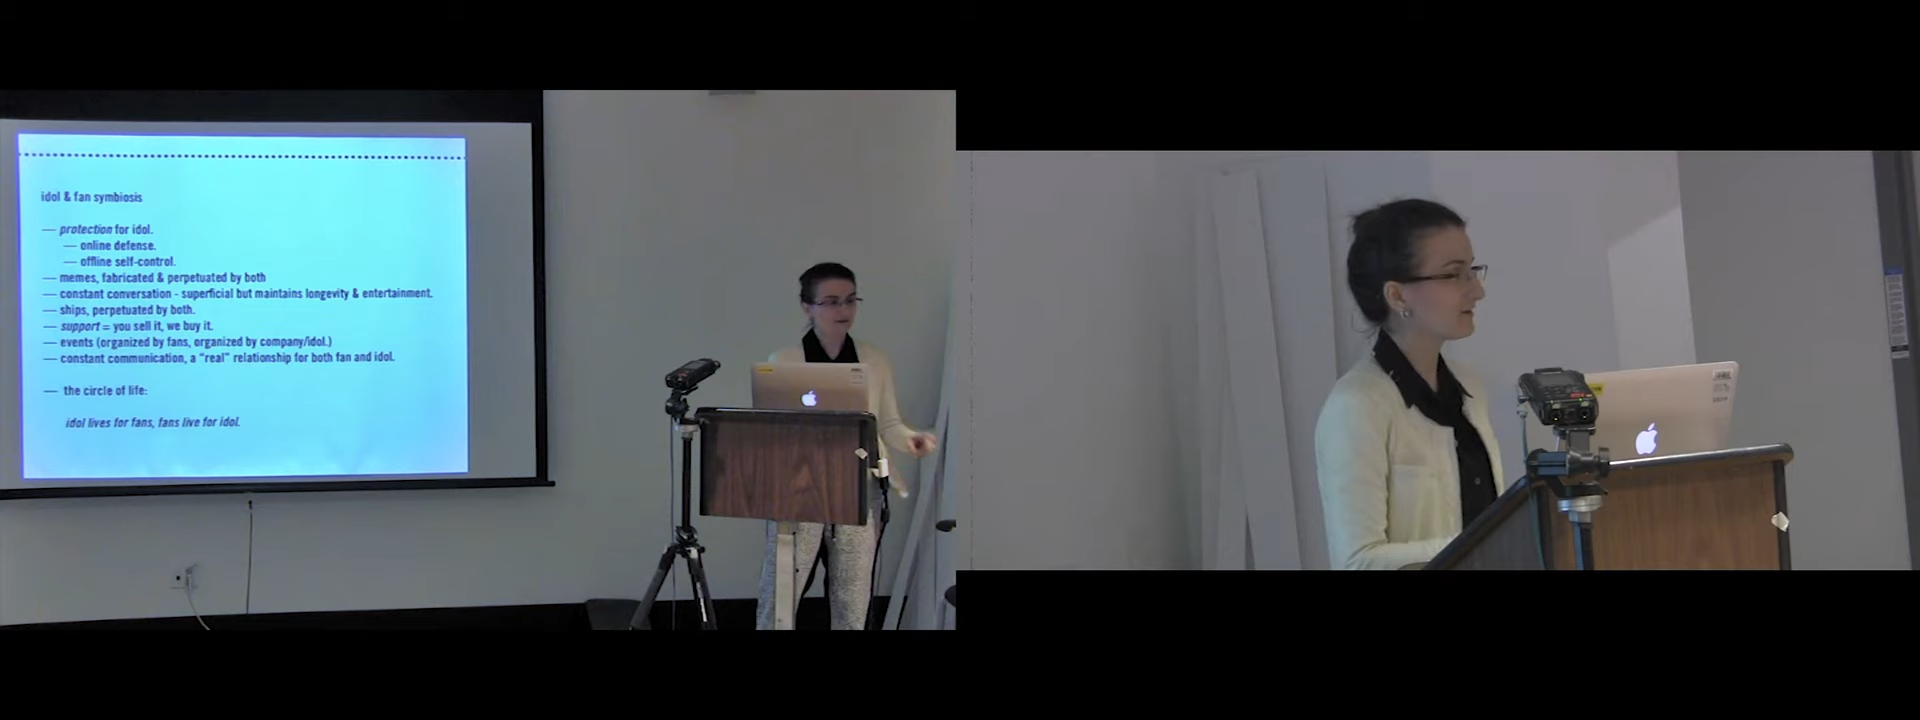 idol & fan symbiosis
— protection for idol.
— online defense.
— offline self-control.
— memes, fabricated & perpetuated by both
— constant conversation - superficial but maintains longevity & entertainment.
— ships, perpetuated by both.
— support = you sell it, we buy it.
— events (organized by fans, organized by company/idol.)
— constant communication, a “real” relationship for both fan and idol.
— the circle of life:
idol lives for fans, fans live for idol.